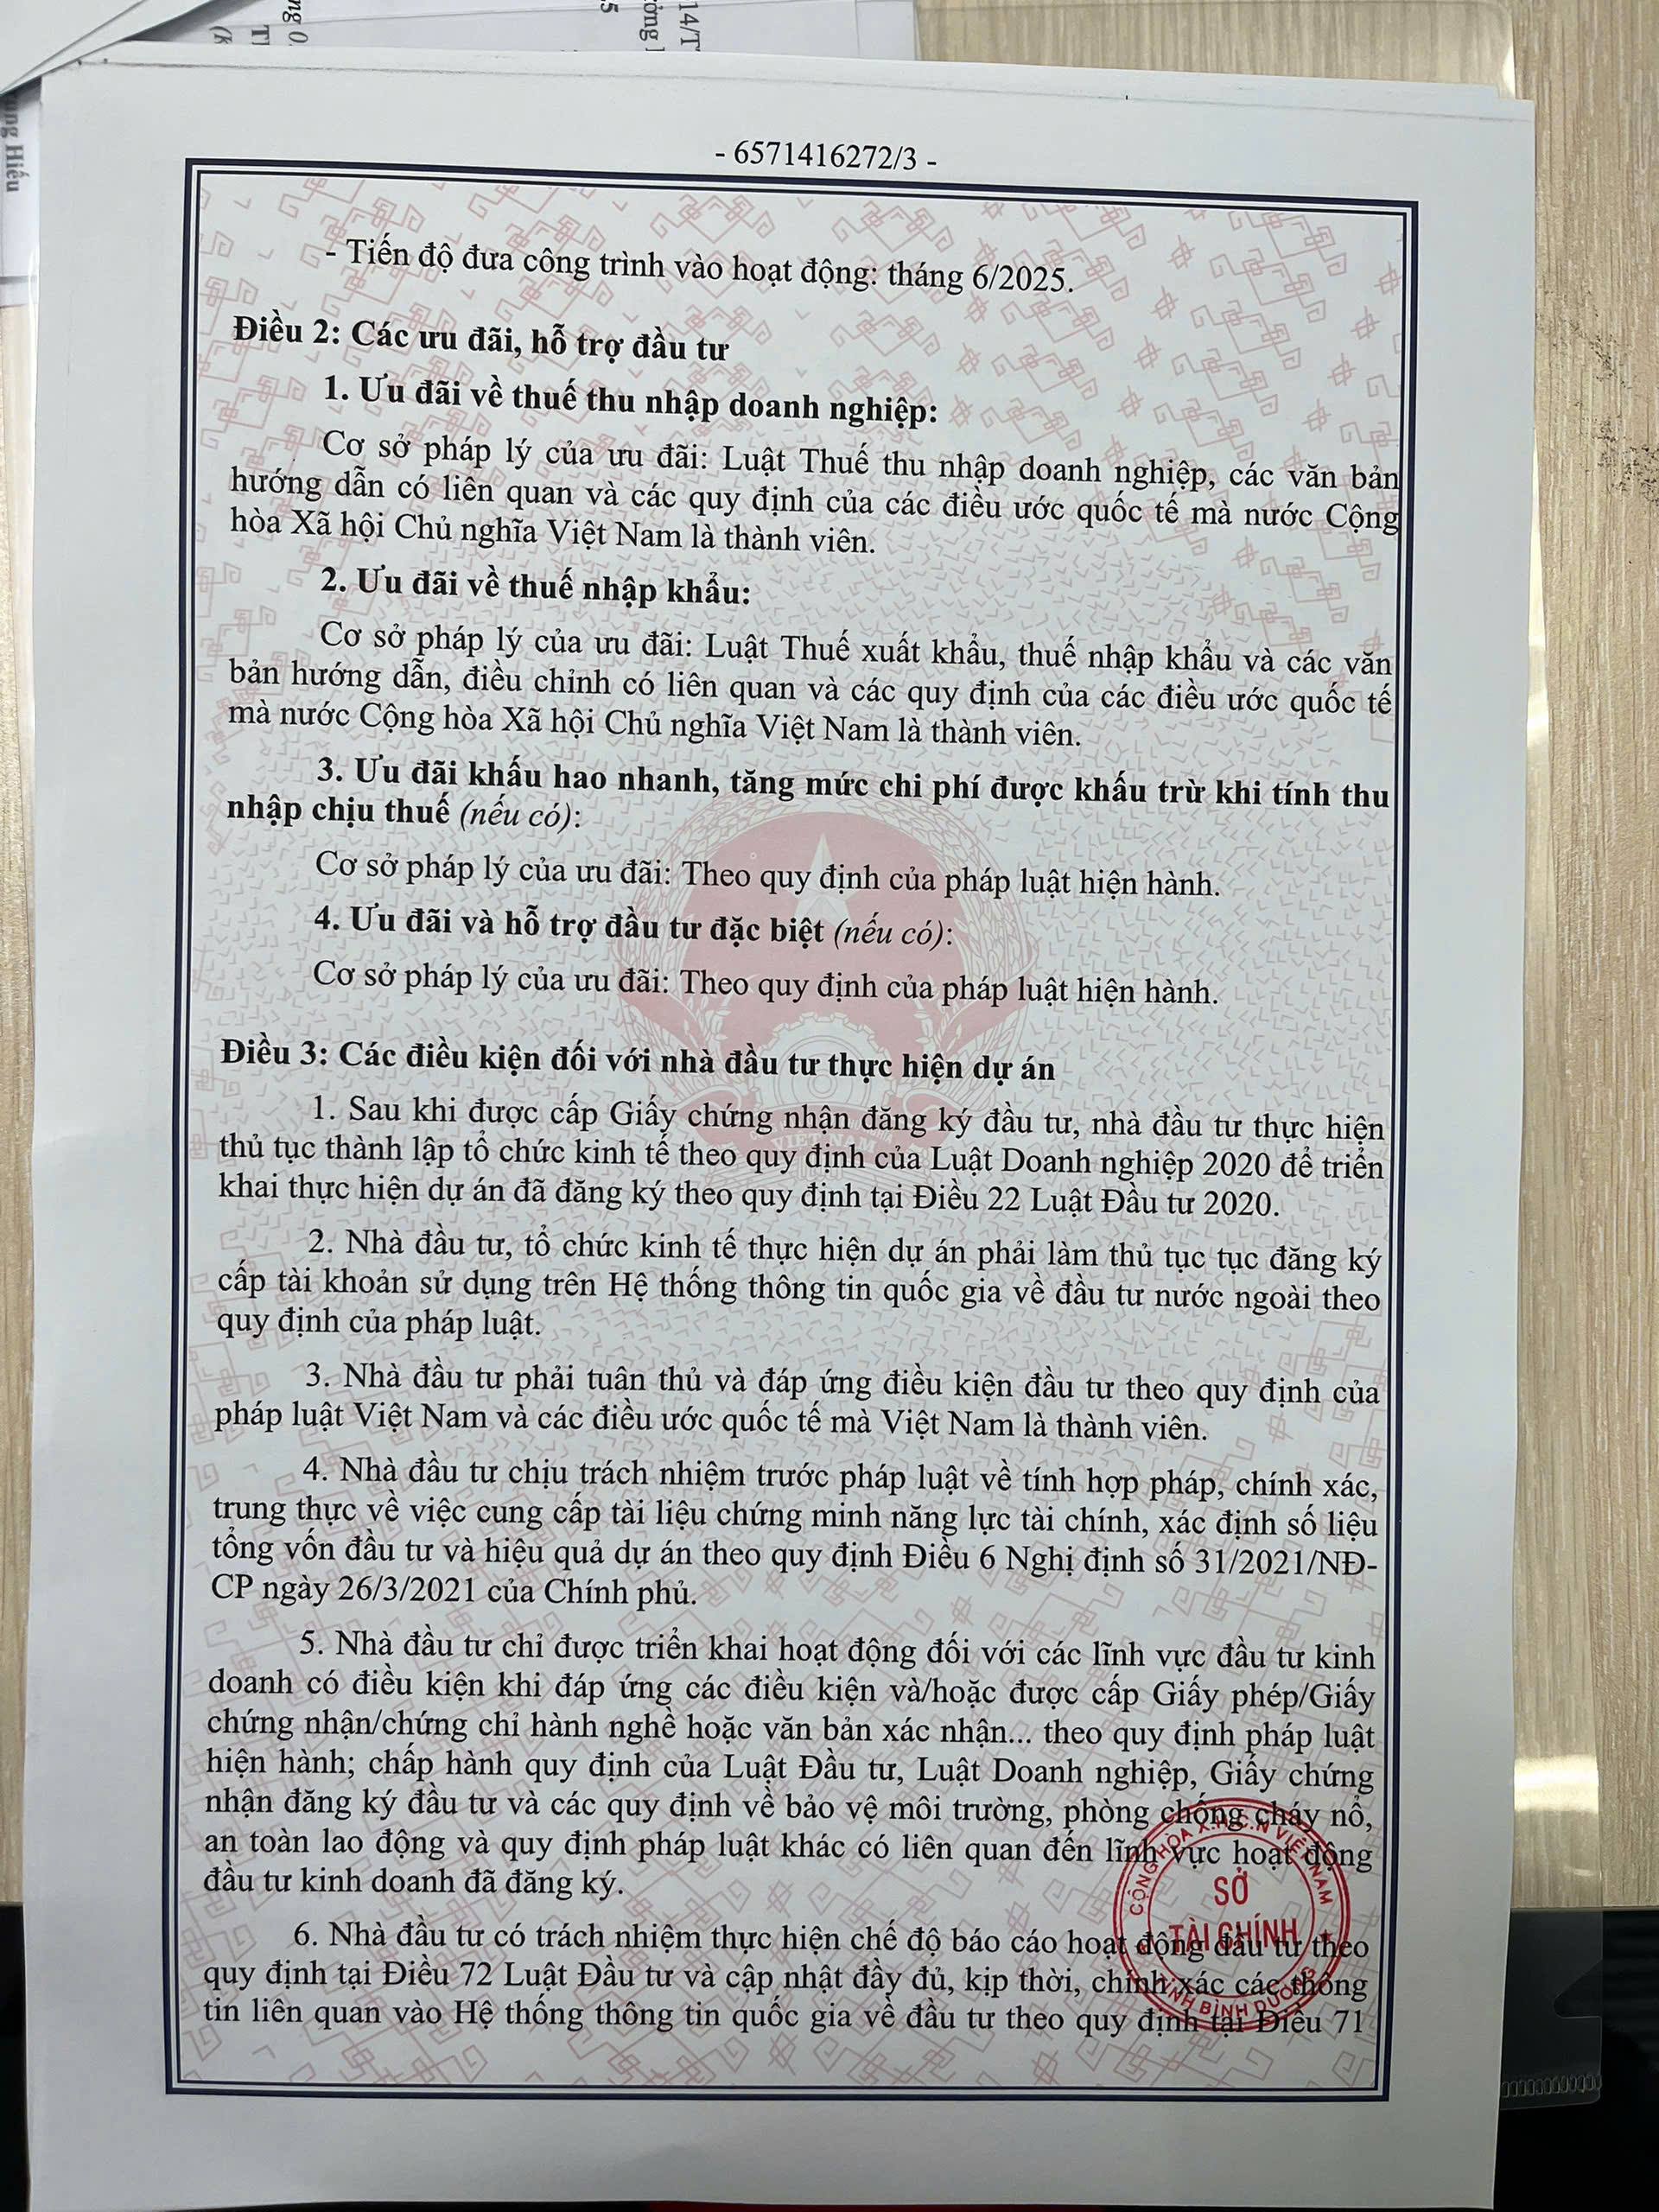 14/T
ởng
5
ng 0
TI
(k
ung Hiếu
- 6571416272/3 -
- Tiến độ đưa công trình vào hoạt động: tháng 6/2025.
Điều 2: Các ưu đãi, hỗ trợ đầu tư
1. Ưu đãi về thuế thu nhập doanh nghiệp:
Cơ sở pháp lý của ưu đãi: Luật Thuế thu nhập doanh nghiệp, các văn bản
hướng dẫn có liên quan và các quy định của các điều ước quốc tế mà nước Cộng
hòa Xã hội Chủ nghĩa Việt Nam là thành viên.
2. Ưu đãi về thuế nhập khẩu:
Cơ sở pháp lý của ưu đãi: Luật Thuế xuất khẩu, thuế nhập khẩu và các văn
bản hướng dẫn, điều chỉnh có liên quan và các quy định của các điều ước quốc tế
mà nước Cộng hòa Xã hội Chủ nghĩa Việt Nam là thành viên.
3. Ưu đãi khấu hao nhanh, tăng mức chi phí được khấu trừ khi tính thu
nhập chịu thuế (nếu có):
Cơ sở pháp lý của ưu đãi: Theo quy định của pháp luật hiện hành.
4. Ưu đãi và hỗ trợ đầu tư đặc biệt (nếu có):
Cơ sở pháp lý của ưu đãi: Theo quy định của pháp luật hiện hành.
Điều 3: Các điều kiện đối với nhà đầu tư thực hiện dự án
1. Sau khi được cấp Giấy chứng nhận đăng ký đầu tư, nhà đầu tư thực hiện
thủ tục thành lập tổ chức kinh tế theo quy định của Luật Doanh nghiệp 2020 để triển
khai thực hiện dự án đã đăng ký theo quy định tại Điều 22 Luật Đầu tư 2020.
2. Nhà đầu tư, tổ chức kinh tế thực hiện dự án phải làm thủ tục tục đăng ký
cấp tài khoản sử dụng trên Hệ thống thông tin quốc gia về đầu tư nước ngoài theo
quy định của pháp luật.
3. Nhà đầu tư phải tuân thủ và đáp ứng điều kiện đầu tư theo quy định của
pháp luật Việt Nam và các điều ước quốc tế mà Việt Nam là thành viên.
4. Nhà đầu tư chịu trách nhiệm trước pháp luật về tính hợp pháp, chính xác,
trung thực về việc cung cấp tài liệu chứng minh năng lực tài chính, xác định số liệu
tổng vốn đầu tư và hiệu quả dự án theo quy định Điều 6 Nghị định số 31/2021/NĐ-
CP ngày 26/3/2021 của Chính phủ.
5. Nhà đầu tư chỉ được triển khai hoạt động đối với các lĩnh vực đầu tư kinh
doanh có điều kiện khi đáp ứng các điều kiện và/hoặc được cấp Giấy phép/Giấy
chứng nhận/chứng chỉ hành nghề hoặc văn bản xác nhận... theo quy định pháp luật
hiện hành; chấp hành quy định của Luật Đầu tư, Luật Doanh nghiệp, Giấy chứng
nhận đăng ký đầu tư và các quy định về bảo vệ môi trường, phòng chống cháy nổ,
an toàn lao động và quy định pháp luật khác có liên quan đến lĩnh vực hoạt động
đầu tư kinh doanh đã đăng ký.
6. Nhà đầu tư có trách nhiệm thực hiện chế độ báo cáo hoạt động đầu tư theo
quy định tại Điều 72 Luật Đầu tư và cập nhật đầy đủ, kịp thời, chính xác các thông
tin liên quan vào Hệ thống thông tin quốc gia về đầu tư theo quy định tại Điều 71
CỘNG HÒA X.H.C.N VIỆT NAM
SỞ
TÀI CHÍNH
TỈNH BÌNH DƯƠNG